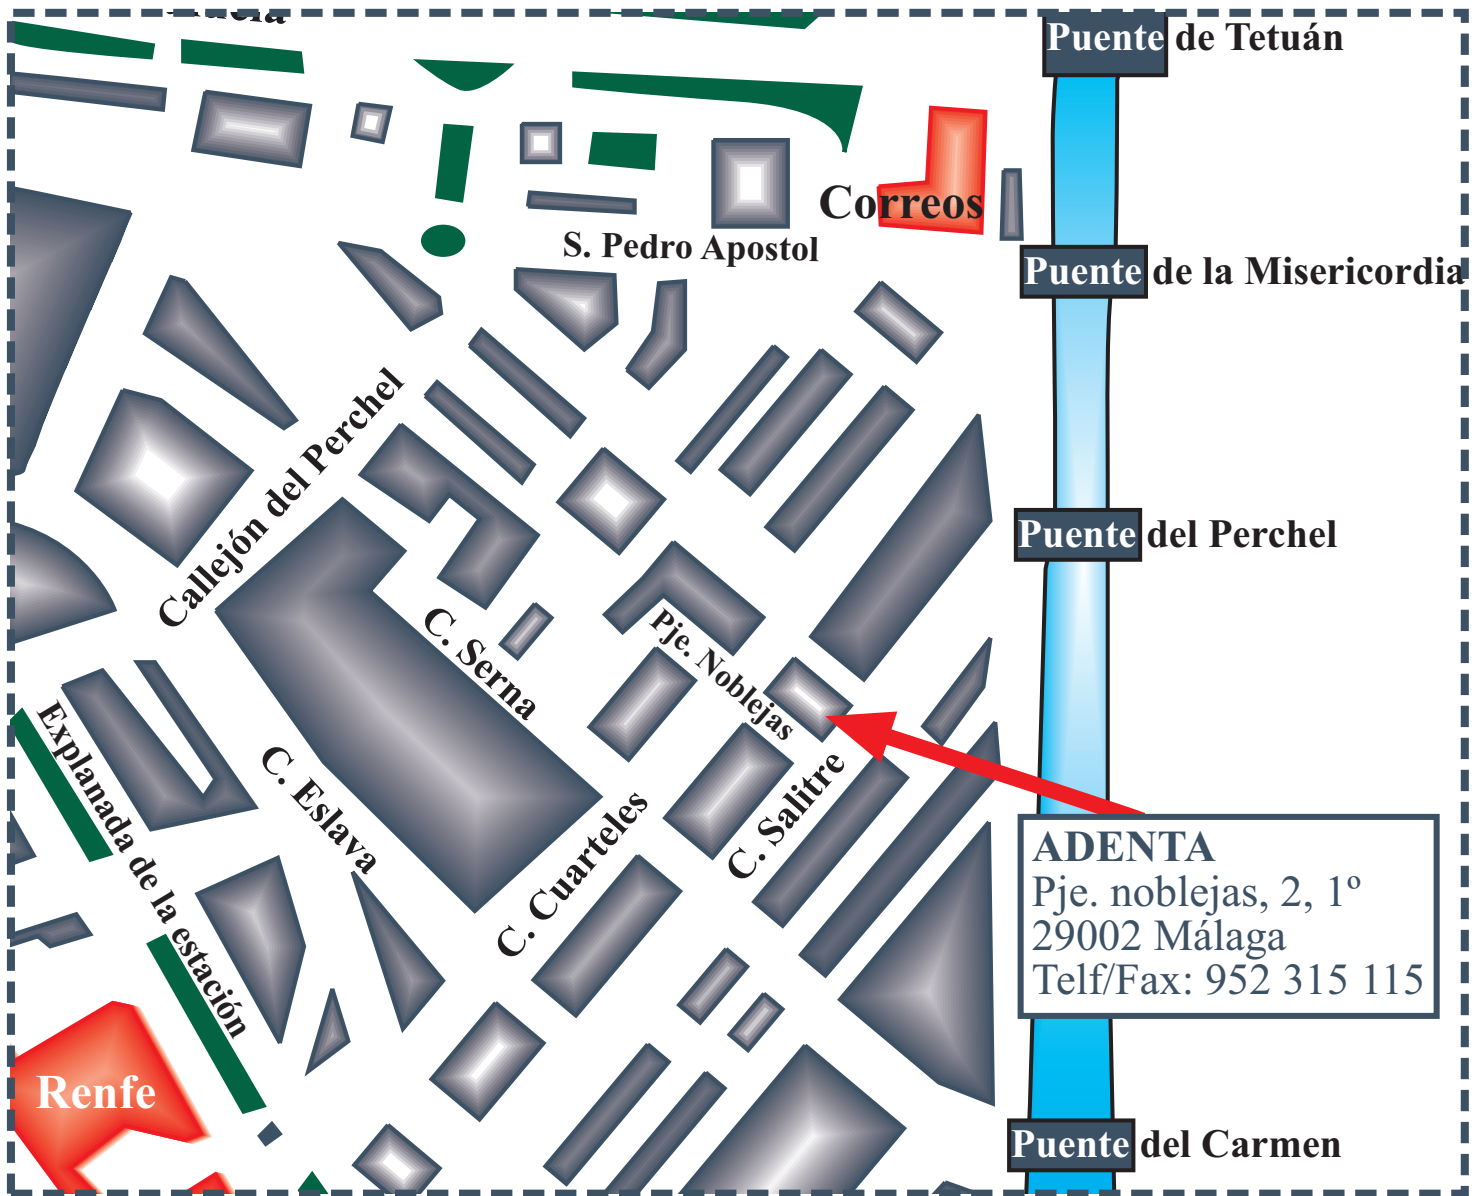 Puente de Tetuán
Correos
S. Pedro Apostol
Puente de la Misericordia
Callejón del Perchel
Puente del Perchel
C. Serna
Pje. Noblejas
Explanada de la estación
C. Eslava
C. Cuarteles
C. Salitre
ADENTA
Pje. noblejas, 2, 1º
29002 Málaga
Telf/Fax: 952 315 115
Renfe
Puente del Carmen